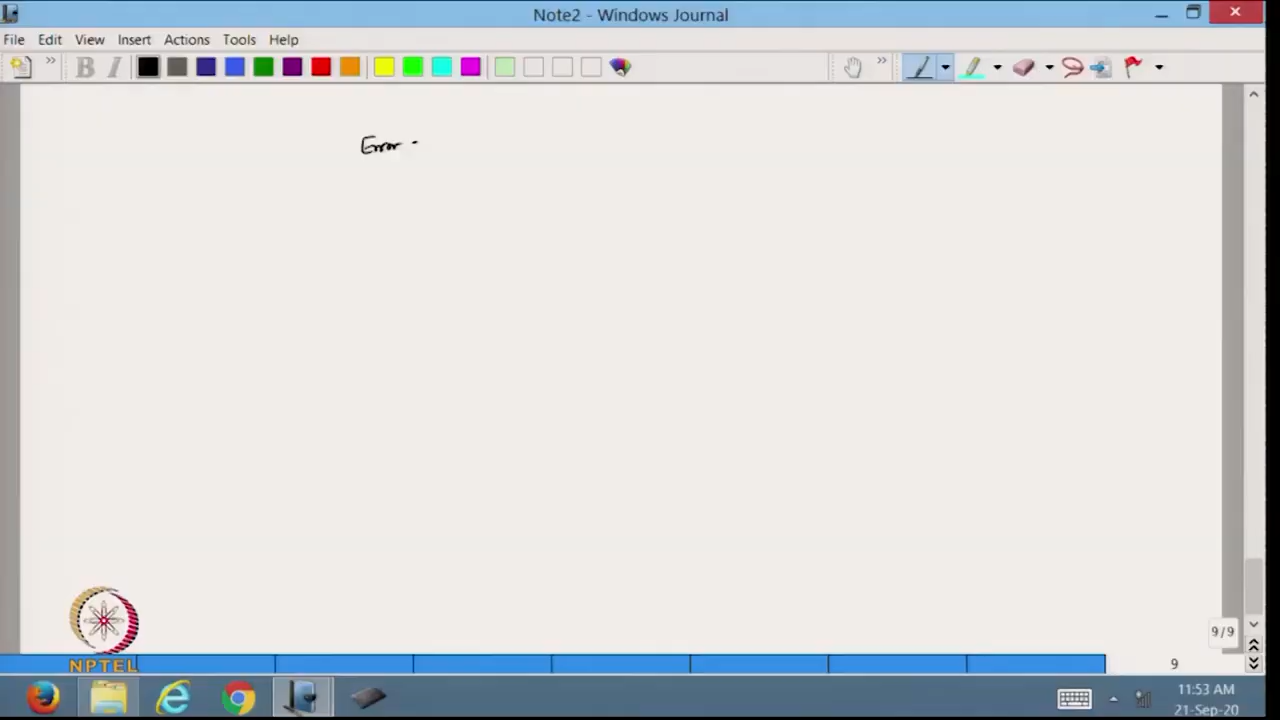 Note2 - Windows Journal
File Edit View Insert Actions Tools Help
B I
Error -
9/9
NPTEL
9
11:53 AM
21-Sep-20